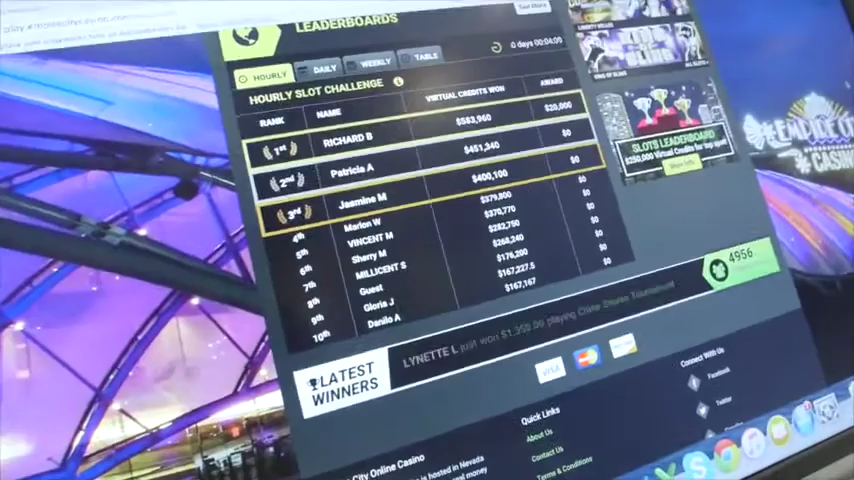 LEADERBOARDS
HOURLY
DAILY
WEEKLY
TABLE
0 days 00:04:05
HOURLY SLOT CHALLENGE
RANK NAME VIRTUAL CREDITS WON AWARD
1st RICHARD B $583,960 $20,000
2nd Patricia A $451,340 $0
3rd Jasmine M $400,100 $0
4th Marion W $379,800 $0
5th VINCENT M $370,770 $0
6th Sherry M $282,750 $0
7th MILLICENT S $268,240 $0
8th Guest $176,200 $0
9th Gloria J $167,227.5 $0
10th Danilo A $167,167 $0
SLOTS LEADERBOARD
$250,000 Virtual Credits for top spot
More Info
EMPIRE
CASINO
4956
LATEST WINNERS
LYNETTE L just won $1,350.00 playing
VISA
Connect With Us
Facebook
Twitter
Quick Links
About Us
Contact Us
Terms & Conditions
City Online Casino
is hosted in Nevada
real money